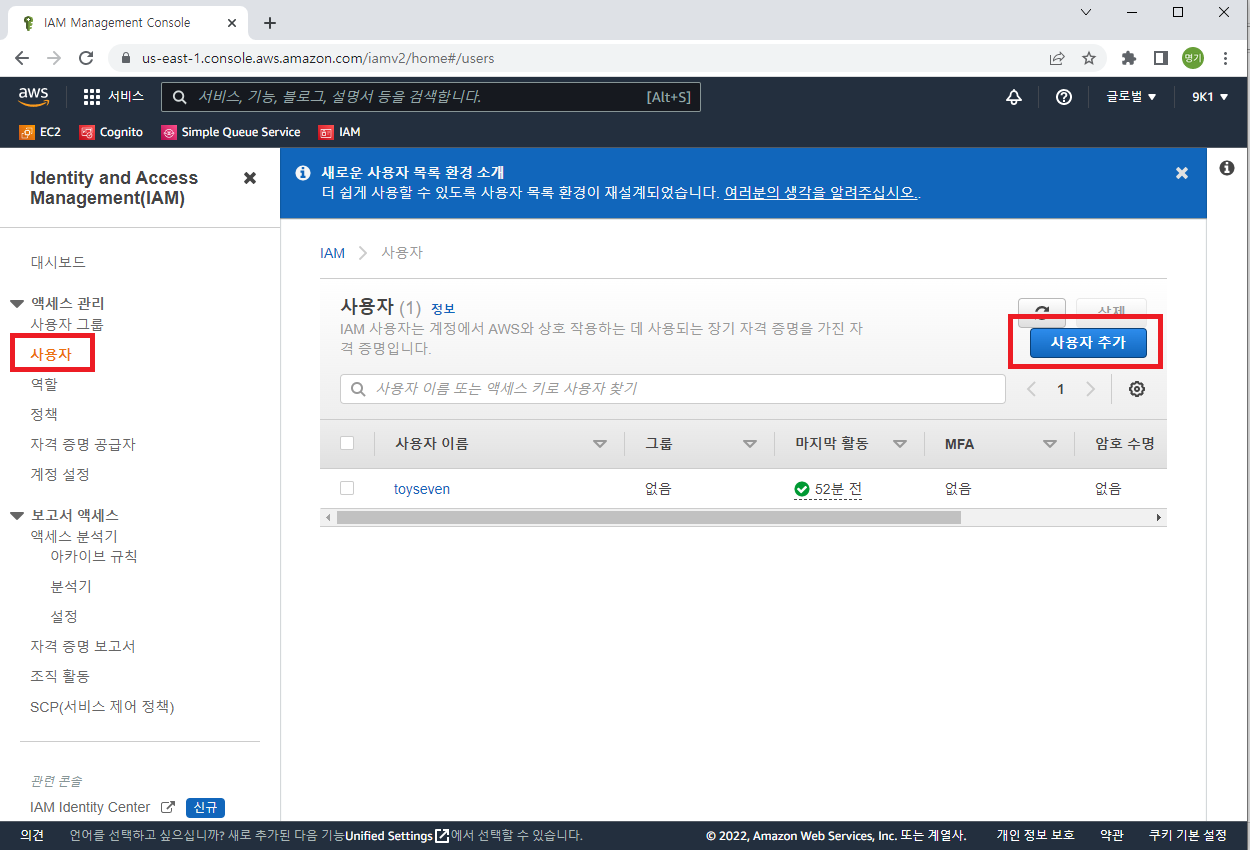 IAM Management Console
us-east-1.console.aws.amazon.com/iamv2/home#/users
명기
aws
서비스
서비스, 기능, 블로그, 설명서 등을 검색합니다.
[Alt+S]
글로벌
9K1
EC2
Cognito
Simple Queue Service
IAM
Identity and Access
Management(IAM)
새로운 사용자 목록 환경 소개
더 쉽게 사용할 수 있도록 사용자 목록 환경이 재설계되었습니다. 여러분의 생각을 알려주십시오..
대시보드
액세스 관리
사용자 그룹
사용자
역할
정책
자격 증명 공급자
계정 설정
보고서 액세스
액세스 분석기
아카이브 규칙
분석기
설정
자격 증명 보고서
조직 활동
SCP(서비스 제어 정책)
관련 콘솔
IAM Identity Center
신규
IAM
사용자
사용자 (1) 정보
삭제
IAM 사용자는 계정에서 AWS와 상호 작용하는 데 사용되는 장기 자격 증명을 가진 자
격 증명입니다.
사용자 추가
사용자 이름 또는 액세스 키로 사용자 찾기
1
사용자 이름
그룹
마지막 활동
MFA
암호 수명
toyseven
없음
52분 전
없음
없음
의견
언어를 선택하고 싶으십니까? 새로 추가된 다음 기능Unified Settings에서 선택할 수 있습니다.
© 2022, Amazon Web Services, Inc. 또는 계열사.
개인 정보 보호
약관
쿠키 기본 설정